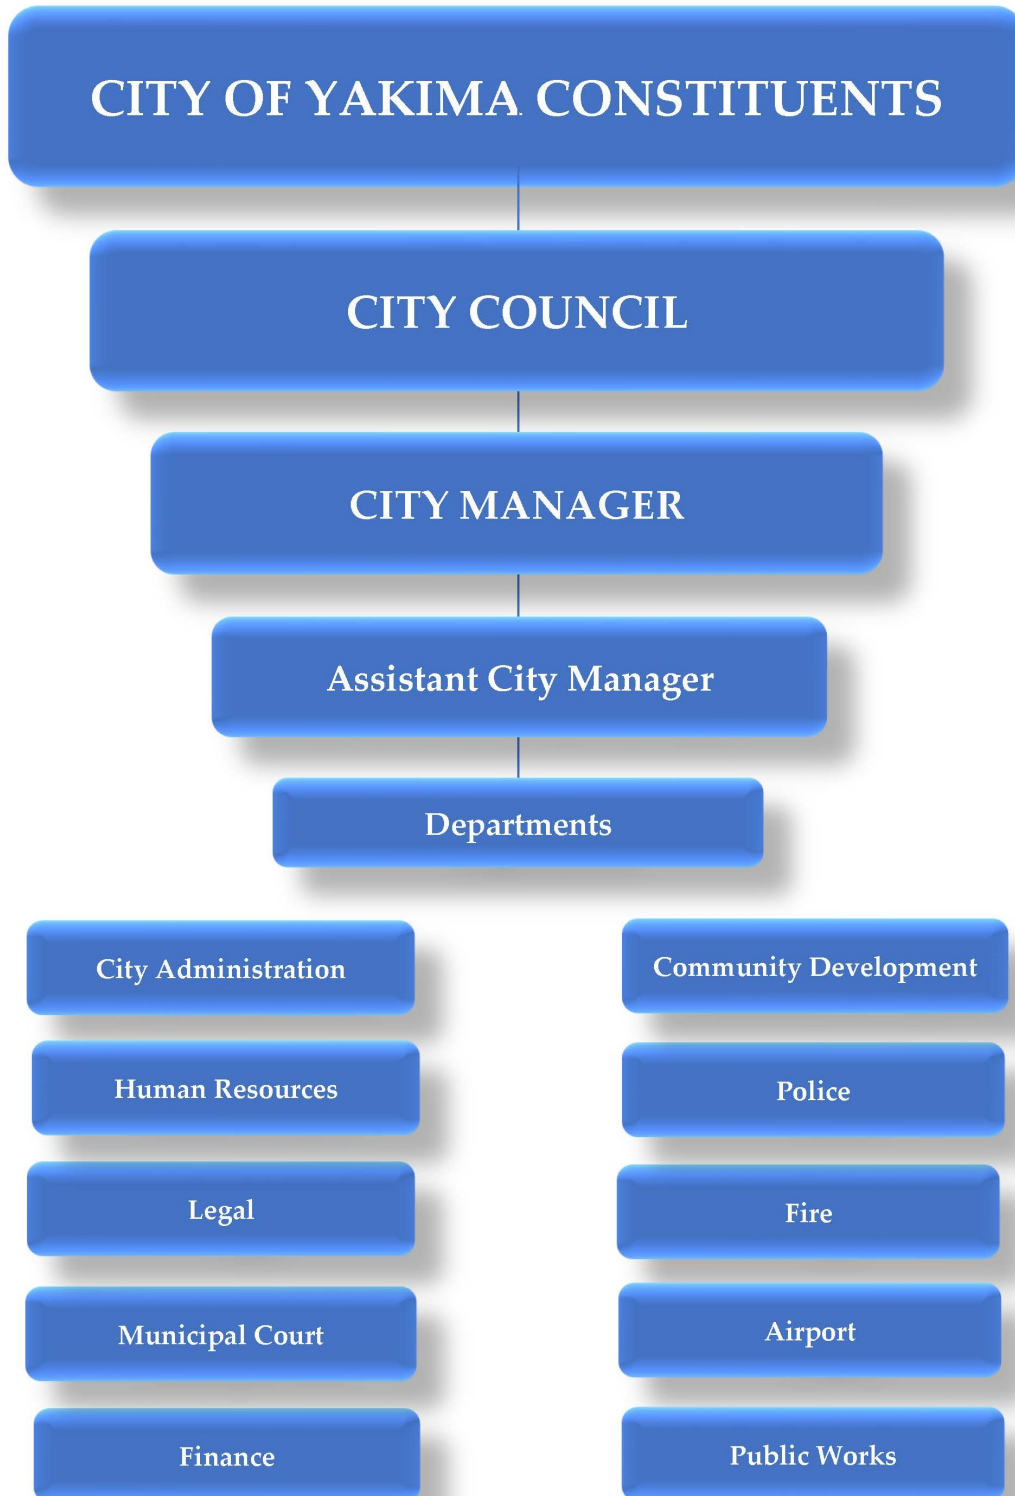 CITY OF YAKIMA CONSTITUENTS
CITY COUNCIL
CITY MANAGER
Assistant City Manager
Departments
City Administration
Human Resources
Legal
Municipal Court
Finance
Community Development
Police
Fire
Airport
Public Works